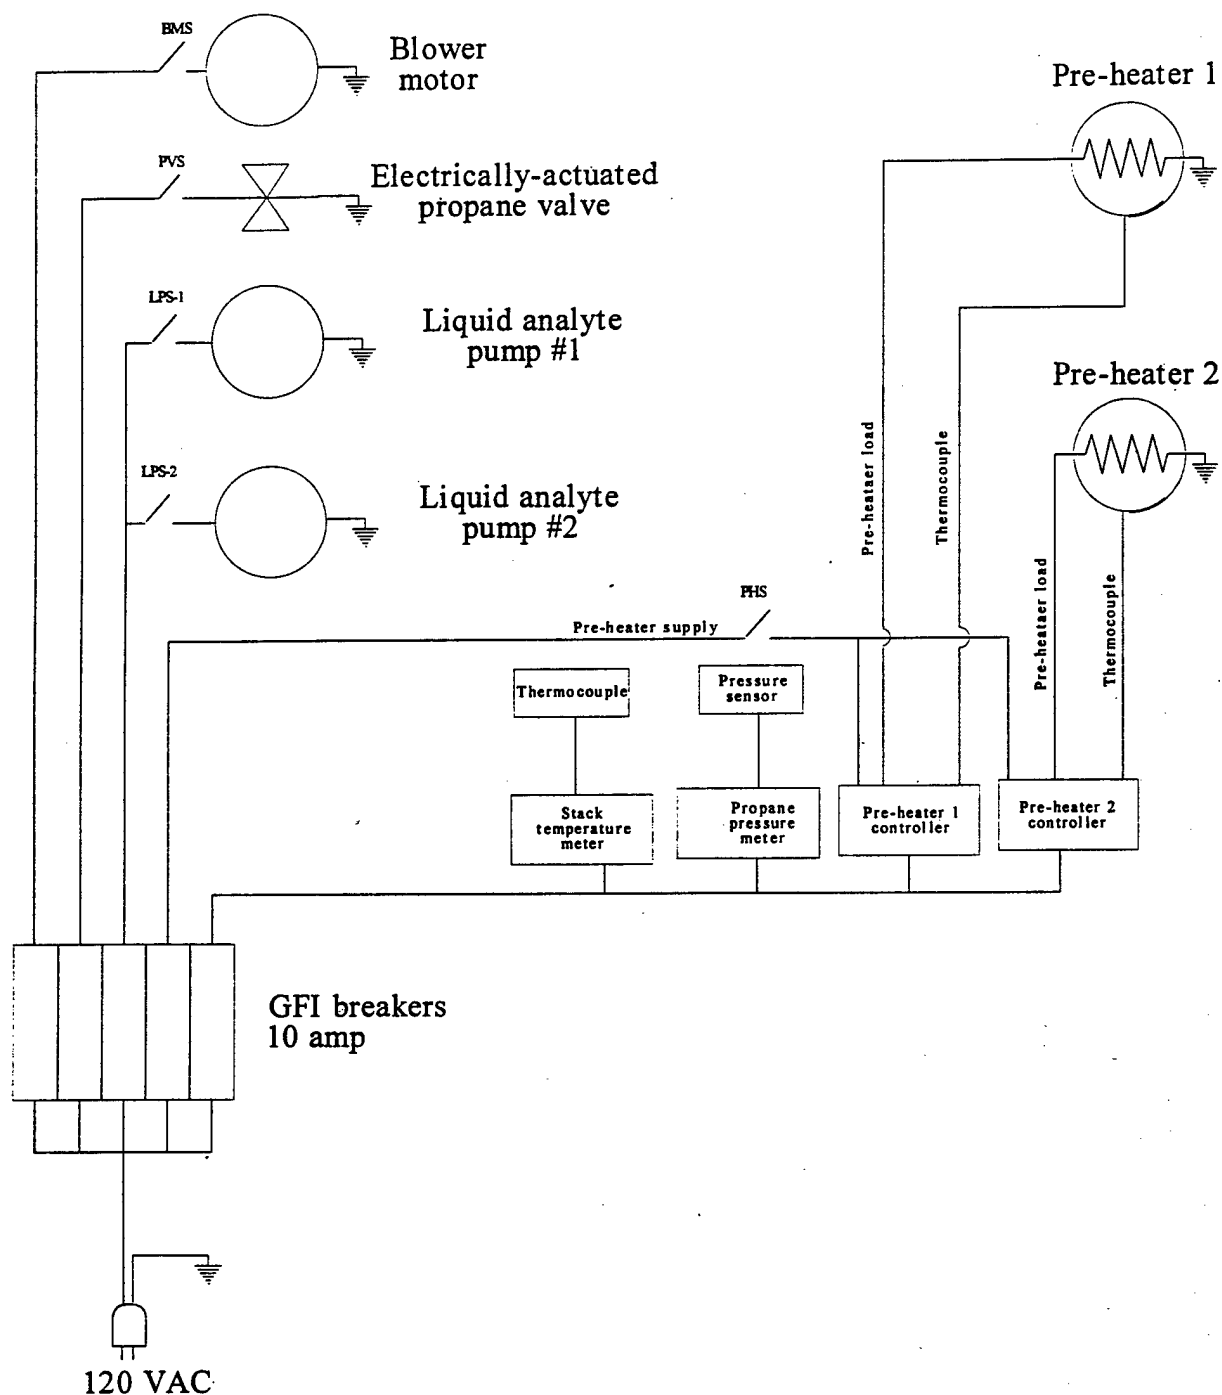 BMS
Blower
motor
Pre-heater 1
PVS
Electrically-actuated
propane valve
LPS-1
Liquid analyte
pump #1
Pre-heater 2
LPS-2
Liquid analyte
pump #2
Pre-heataer load
Thermocouple
Pre-heataer load
Thermocouple
PHS
Pre-heater supply
Thermocouple
Pressure
sensor
Stack
temperature
meter
Propane
pressure
meter
Pre-heater 1
controller
Pre-heater 2
controller
GFI breakers
10 amp
120 VAC